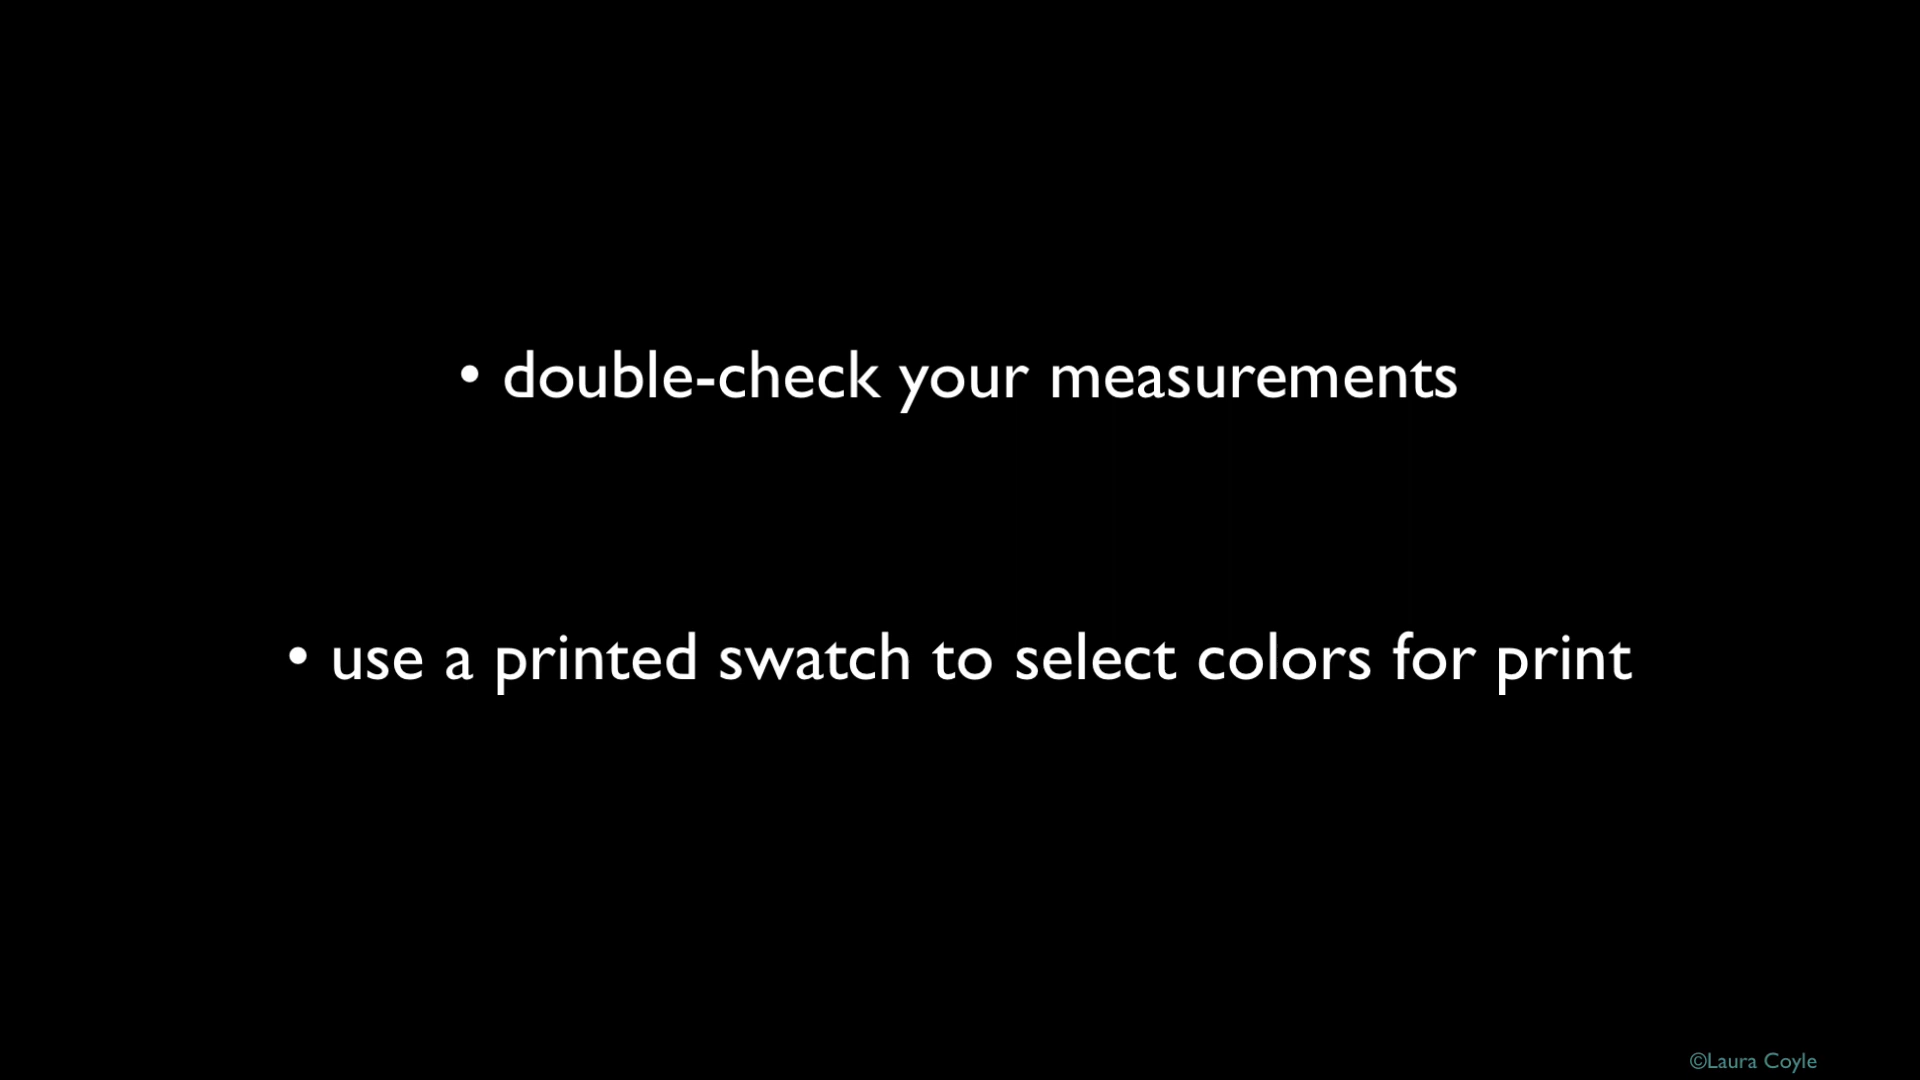 • double-check your measurements
• use a printed swatch to select colors for print
©Laura Coyle